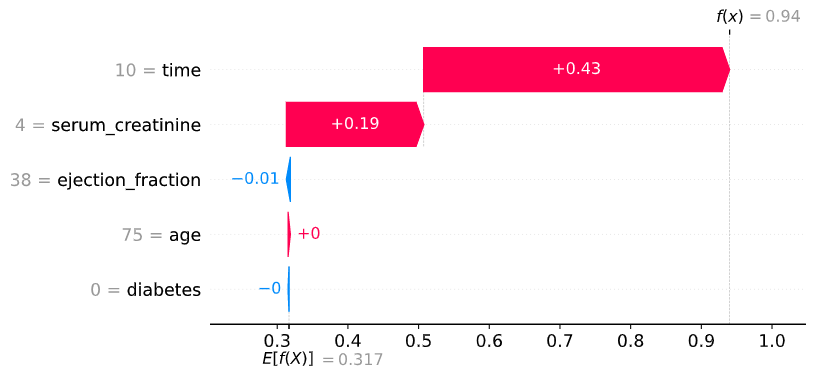 f(x) = 0.94
10 = time
+0.43
4 = serum_creatinine
+0.19
38 = ejection_fraction
−0.01
75 = age
+0
0 = diabetes
−0
0.3 0.4 0.5 0.6 0.7 0.8 0.9 1.0
E[f(X)] = 0.317